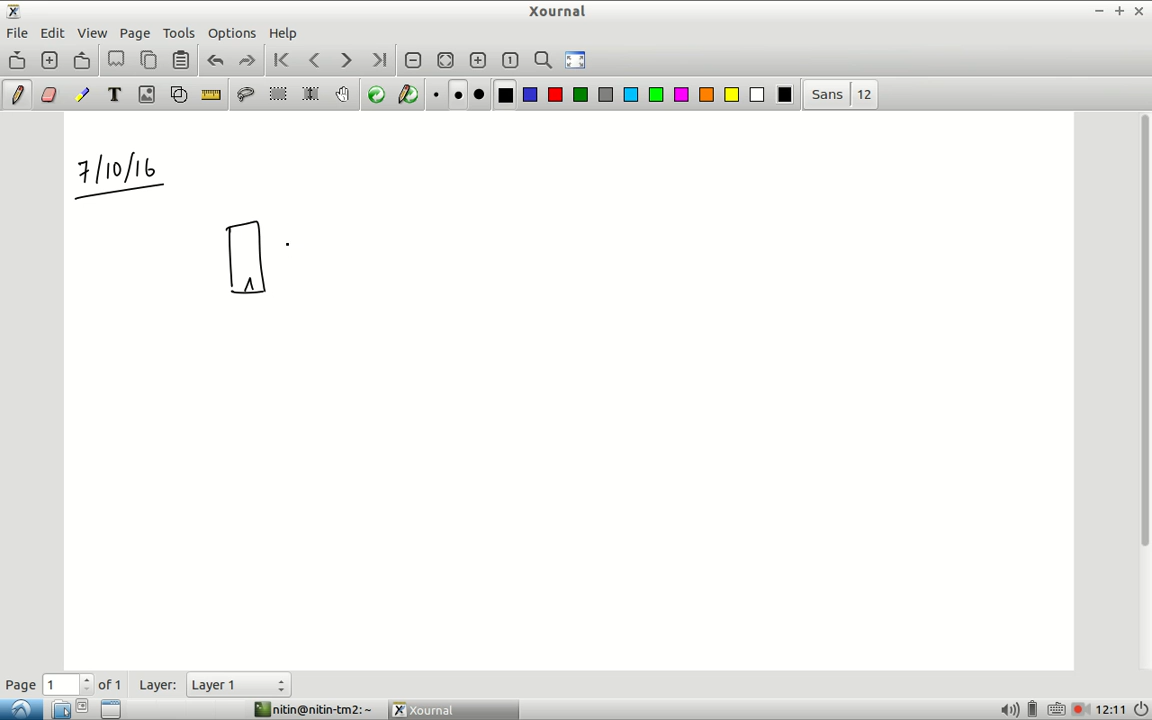 Xournal
File Edit View Page Tools Options Help
Sans 12
7/10/16
Page 1 of 1 Layer: Layer 1
nitin@nitin-tm2: ~ Xournal 12:11